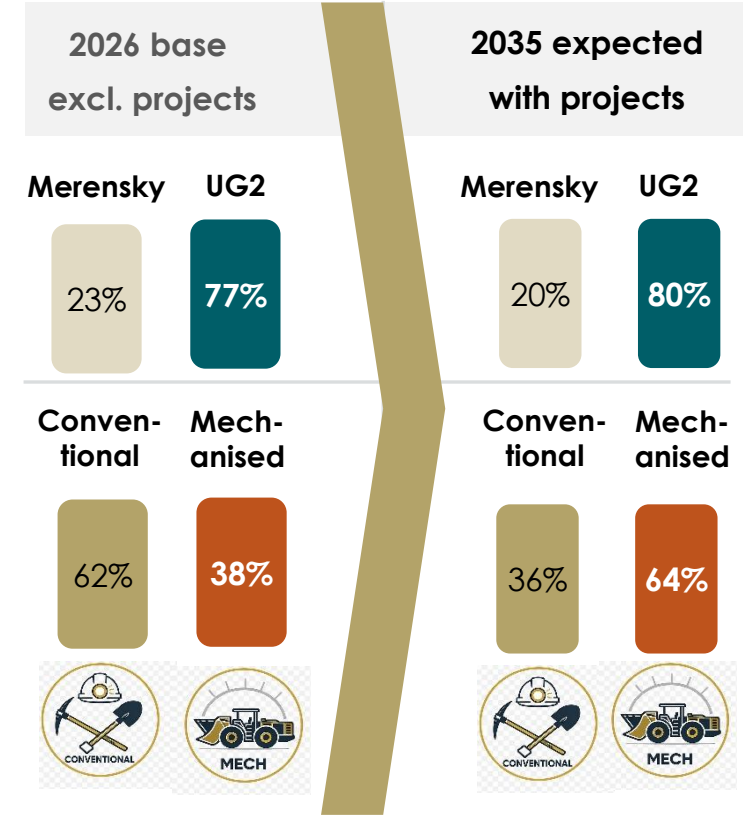 2026 base
excl. projects
2035 expected
with projects
Merensky UG2
23% 77%
Merensky UG2
20% 80%
Conven-
tional
Mech-
anised
62% 38%
CONVENTIONAL
MECH
Conven-
tional
Mech-
anised
36% 64%
CONVENTIONAL
MECH